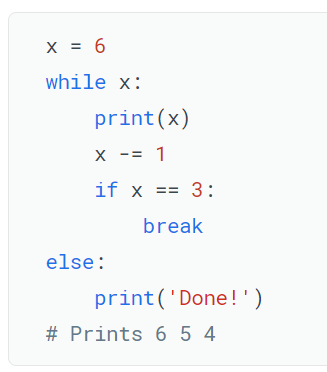 x = 6
while x:
    print(x)
    x -= 1
    if x == 3:
        break
else:
    print('Done!')
# Prints 6 5 4